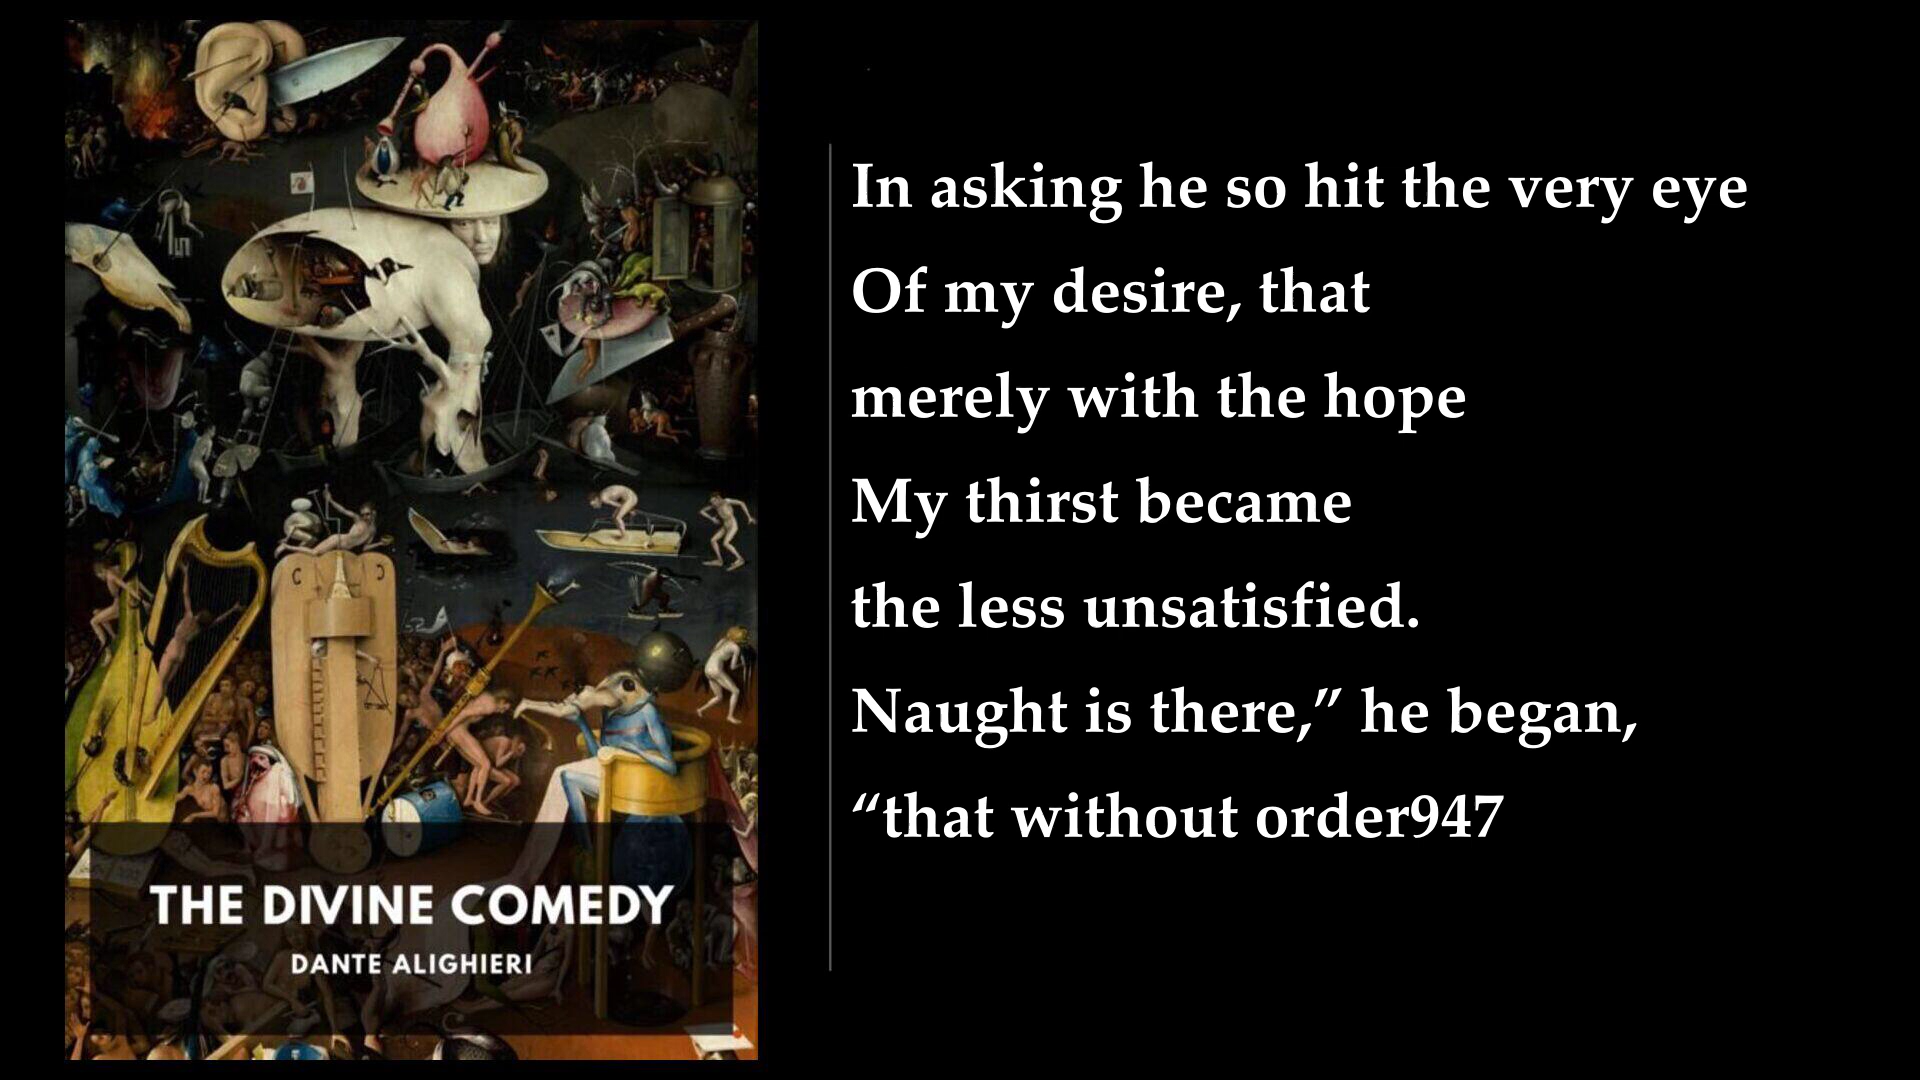 THE DIVINE COMEDY
DANTE ALIGHIERI
In asking he so hit the very eye
Of my desire, that
merely with the hope
My thirst became
the less unsatisfied.
Naught is there,” he began,
“that without order947